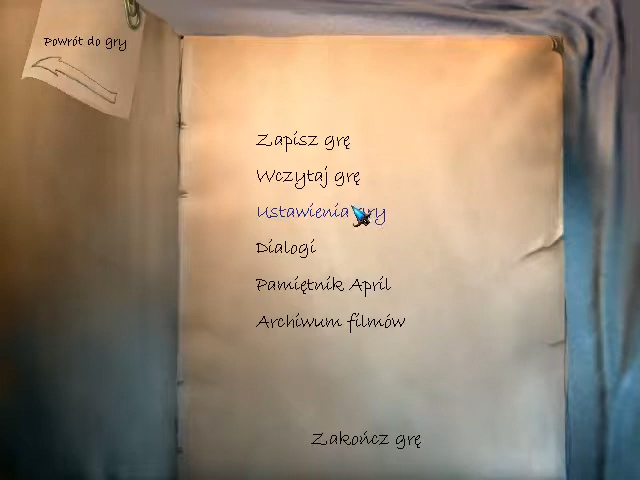 Powrót do gry
Zapisz grę
Wczytaj grę
Ustawienia gry
Dialogi
Pamiętnik April
Archiwum filmów
Zakończ grę